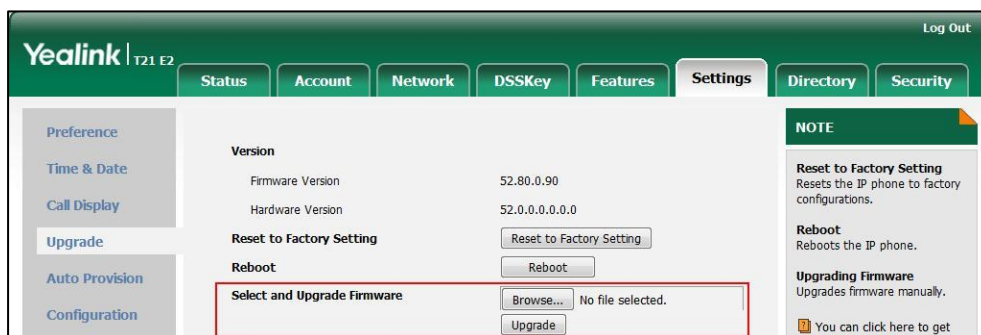 Log Out
Yealink T21 E2
Status Account Network DSSKey Features Settings Directory Security
Preference
Time & Date
Call Display
Upgrade
Auto Provision
Configuration
Version
Firmware Version 52.80.0.90
Hardware Version 52.0.0.0.0.0.0
Reset to Factory Setting Reset to Factory Setting
Reboot Reboot
Select and Upgrade Firmware Browse... No file selected.
Upgrade
NOTE
Reset to Factory Setting
Resets the IP phone to factory
configurations.
Reboot
Reboots the IP phone.
Upgrading Firmware
Upgrades firmware manually.
You can click here to get